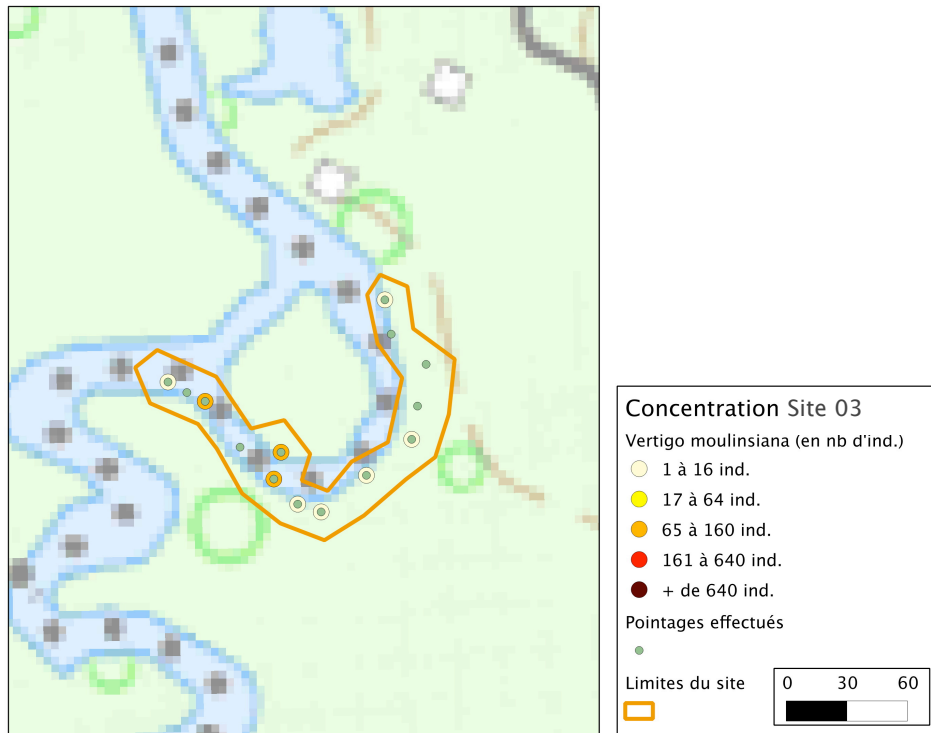 Concentration Site 03
Vertigo moulinsiana (en nb d'ind.)
1 à 16 ind.
17 à 64 ind.
65 à 160 ind.
161 à 640 ind.
+ de 640 ind.
Pointages effectués
Limites du site
0 30 60